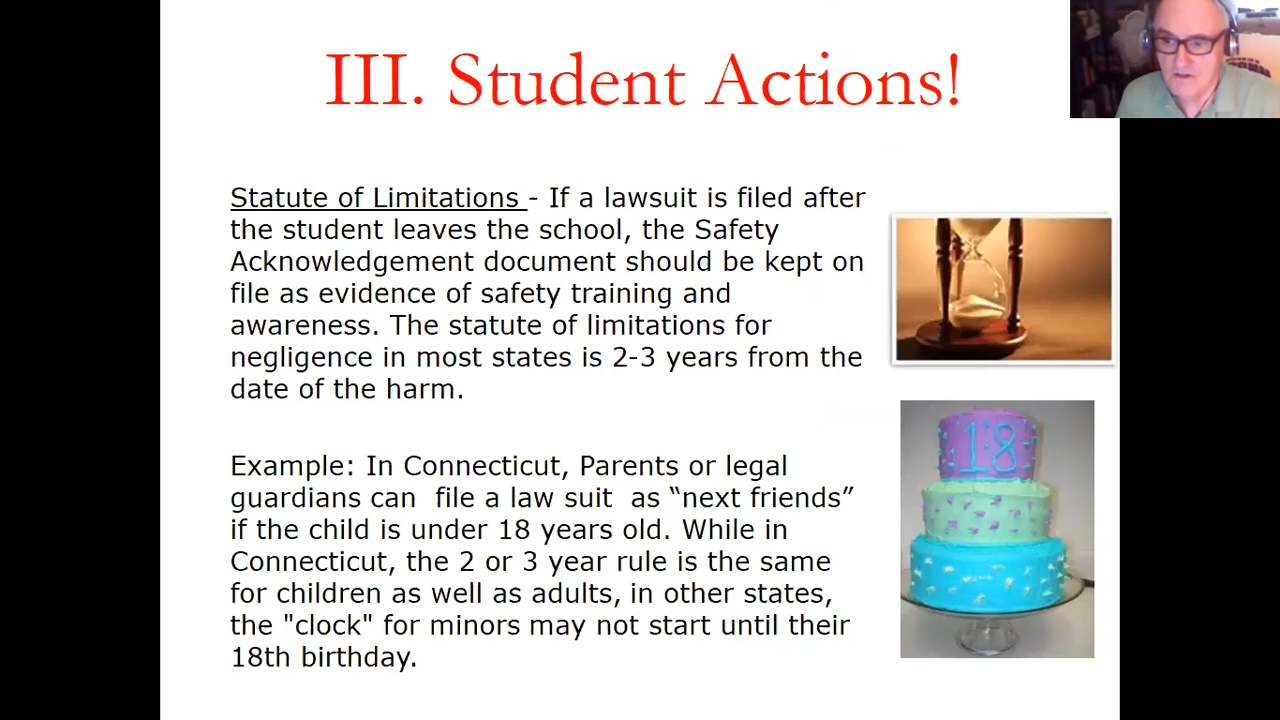 III. Student Actions!
Statute of Limitations - If a lawsuit is filed after
the student leaves the school, the Safety
Acknowledgement document should be kept on
file as evidence of safety training and
awareness. The statute of limitations for
negligence in most states is 2-3 years from the
date of the harm.
Example: In Connecticut, Parents or legal
guardians can  file a law suit  as “next friends”
if the child is under 18 years old. While in
Connecticut, the 2 or 3 year rule is the same
for children as well as adults, in other states,
the "clock" for minors may not start until their
18th birthday.
18